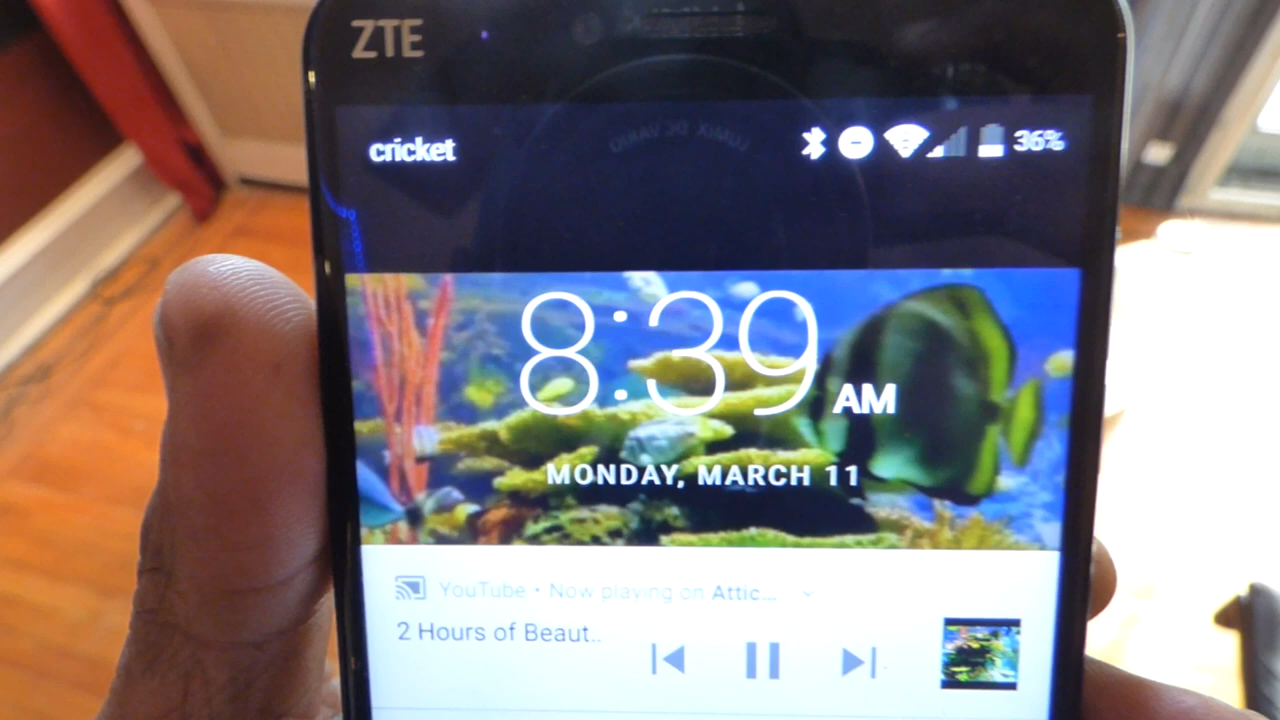 ZTE
cricket 36%
8:39 AM
MONDAY, MARCH 11
YouTube • Now playing on Attic...
2 Hours of Beaut..